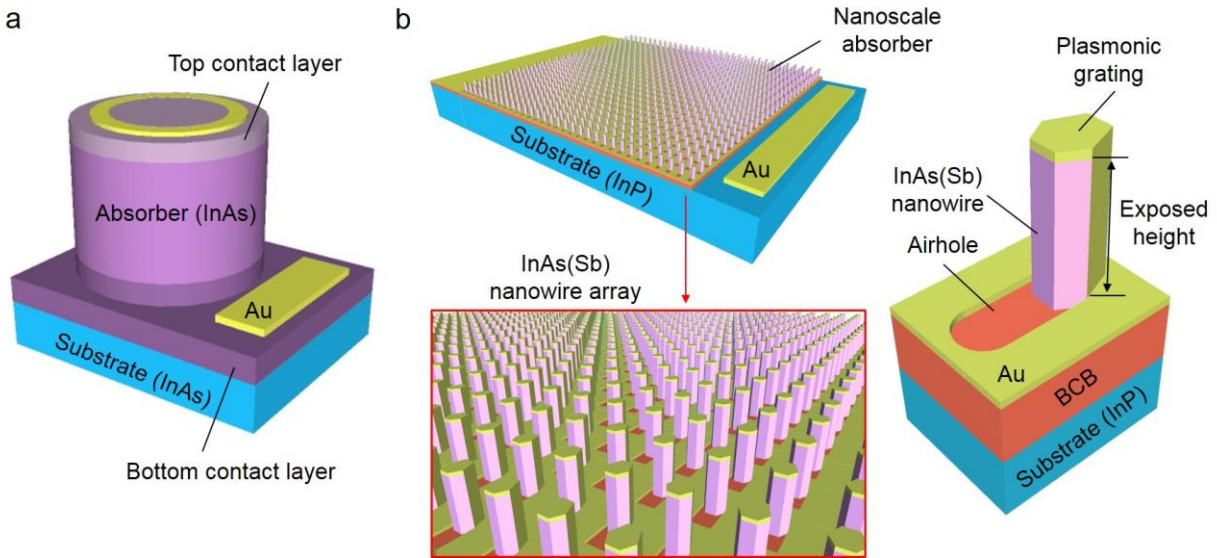 a
Top contact layer
Absorber (InAs)
Au
Substrate (InAs)
Bottom contact layer
b
Nanoscale
absorber
Substrate (InP)
Au
InAs(Sb)
nanowire array
Plasmonic
grating
InAs(Sb)
nanowire
Airhole
Exposed
height
Au
BCB
Substrate (InP)